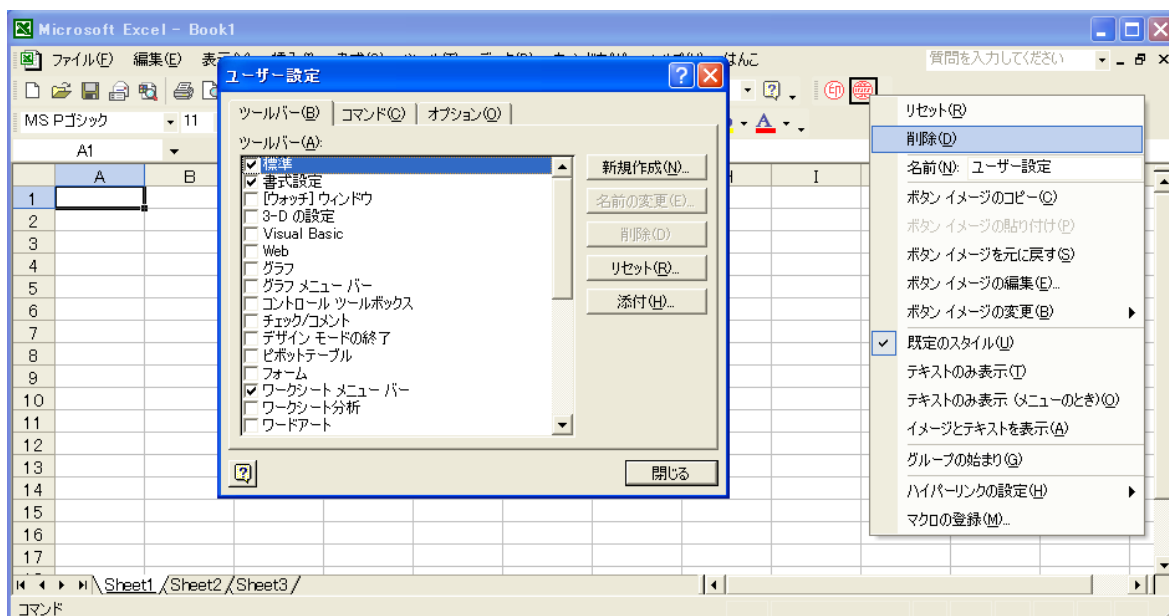 Microsoft Excel - Book1
ファイル(F) 編集(E) はんこ 質問を入力してください
MS Pゴシック 11
A1
A B I
1
2
3
4
5
6
7
8
9
10
11
12
13
14
15
16
17
Sheet1 Sheet2 Sheet3
コマンド
ユーザー設定
ツールバー(B) コマンド(C) オプション(O)
ツールバー(A):
標準
書式設定
[ウォッチ] ウィンドウ
3-D の設定
Visual Basic
Web
グラフ
グラフ メニュー バー
コントロール ツールボックス
チェック/コメント
デザイン モードの終了
ピボットテーブル
フォーム
ワークシート メニュー バー
ワークシート分析
ワードアート
新規作成(N)...
名前の変更(E)...
削除(D)
リセット(R)...
添付(H)...
閉じる
印
リセット(R)
削除(D)
名前(N): ユーザー設定
ボタン イメージのコピー(C)
ボタン イメージの貼り付け(P)
ボタン イメージを元に戻す(S)
ボタン イメージの編集(E)...
ボタン イメージの変更(B)
既定のスタイル(U)
テキストのみ表示(T)
テキストのみ表示 (メニューのとき)(O)
イメージとテキストを表示(A)
グループの始まり(G)
ハイパーリンクの設定(H)
マクロの登録(M)...